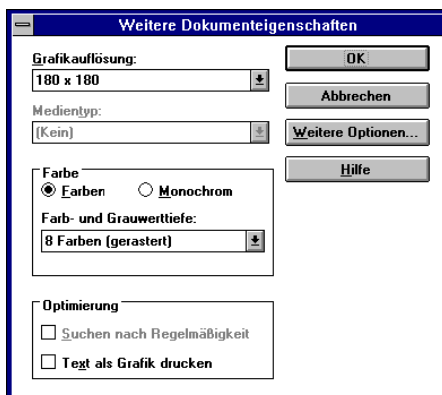 Weitere Dokumenteigenschaften
Grafikauflösung:
180 x 180
Medientyp:
(Kein)
Farbe
Farben Monochrom
Farb- und Grauwerttiefe:
8 Farben (gerastert)
Optimierung
Suchen nach Regelmäßigkeit
Text als Grafik drucken
OK
Abbrechen
Weitere Optionen...
Hilfe